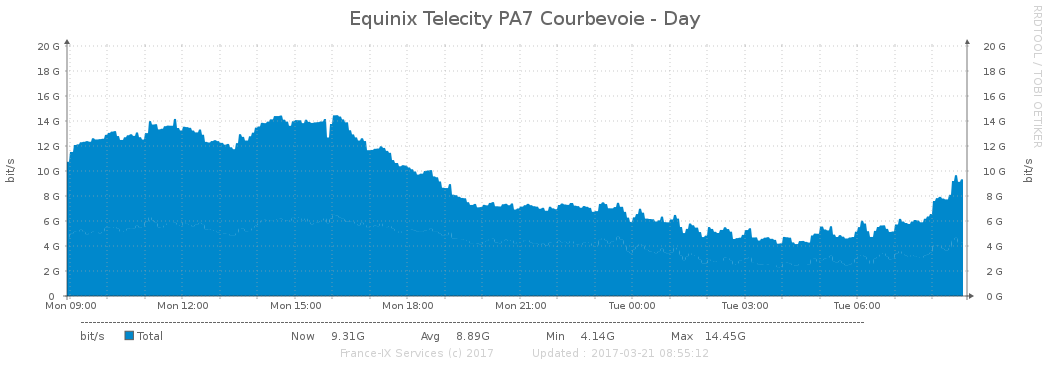 Equinix Telecity PA7 Courbevoie - Day
RRDTOOL / TOBI OETIKER
bit/s
20 G 20 G
18 G 18 G
16 G 16 G
14 G 14 G
12 G 12 G
10 G 10 G
8 G 8 G
6 G 6 G
4 G 4 G
2 G 2 G
0 0 G
bit/s
Mon 09:00 Mon 12:00 Mon 15:00 Mon 18:00 Mon 21:00 Tue 00:00 Tue 03:00 Tue 06:00
bit/s Total Now 9.31G Avg 8.89G Min 4.14G Max 14.45G
France-IX Services (c) 2017 Updated : 2017-03-21 08:55:12